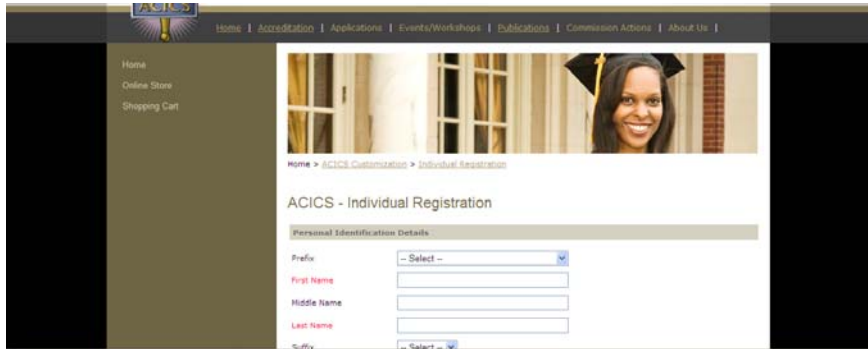 ACICS
Home | Accreditation | Applications | Events/Workshops | Publications | Commission Actions | About Us |
Home
Online Store
Shopping Cart
Home > ACICS Customization > Individual Registration
ACICS - Individual Registration
Personal Identification Details
Prefix
-- Select --
First Name
Middle Name
Last Name
Suffix
-- Select --